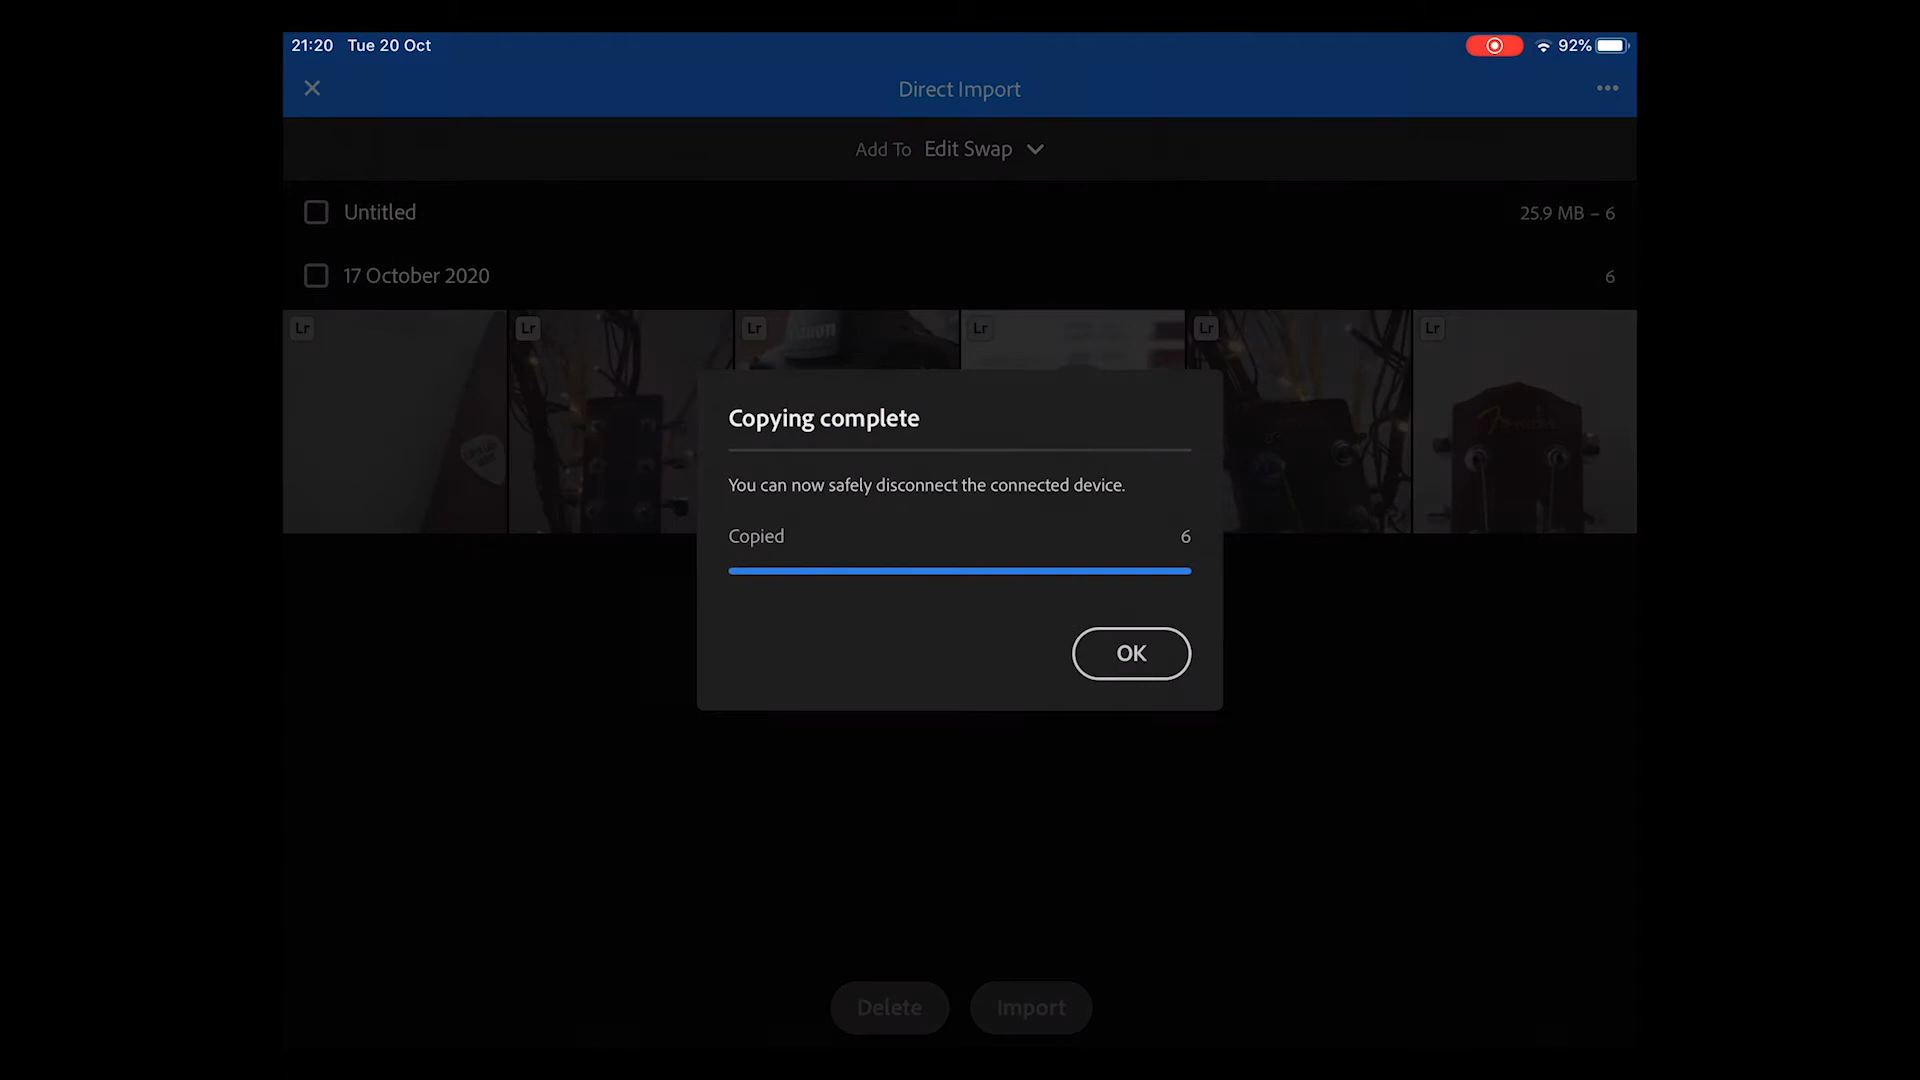 21:20 Tue 20 Oct
92%
Direct Import
Add To Edit Swap
Untitled
25.9 MB – 6
17 October 2020
6
Lr
Lr
Lr
Lr
Lr
Lr
Fender
Copying complete
You can now safely disconnect the connected device.
Copied
6
OK
Delete
Import